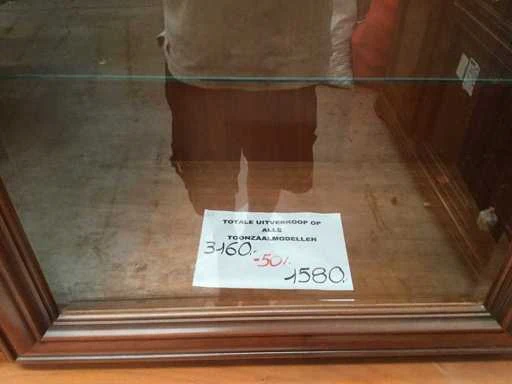 TOTALE UITVERKOOP OP
ALLE
TOONZAALMODELLEN
3160.-
-50%
1580.-